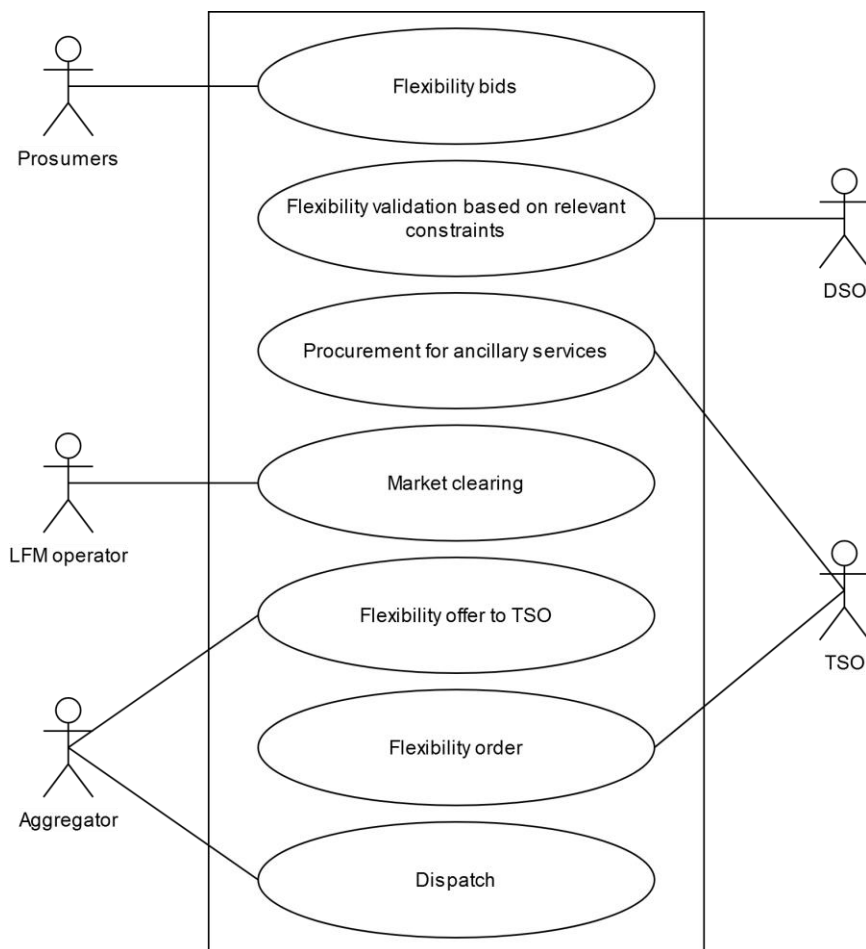 Flexibility bids
Prosumers
Flexibility validation based on relevant
constraints
DSO
Procurement for ancillary services
Market clearing
LFM operator
Flexibility offer to TSO
TSO
Flexibility order
Aggregator
Dispatch